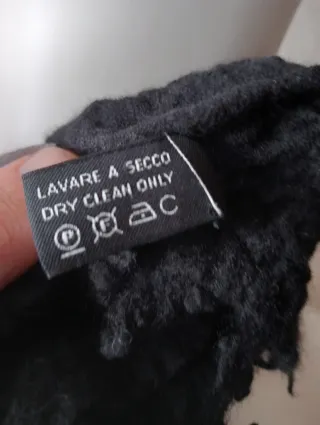 LAVARE A SECCO
DRY CLEAN ONLY
P P C